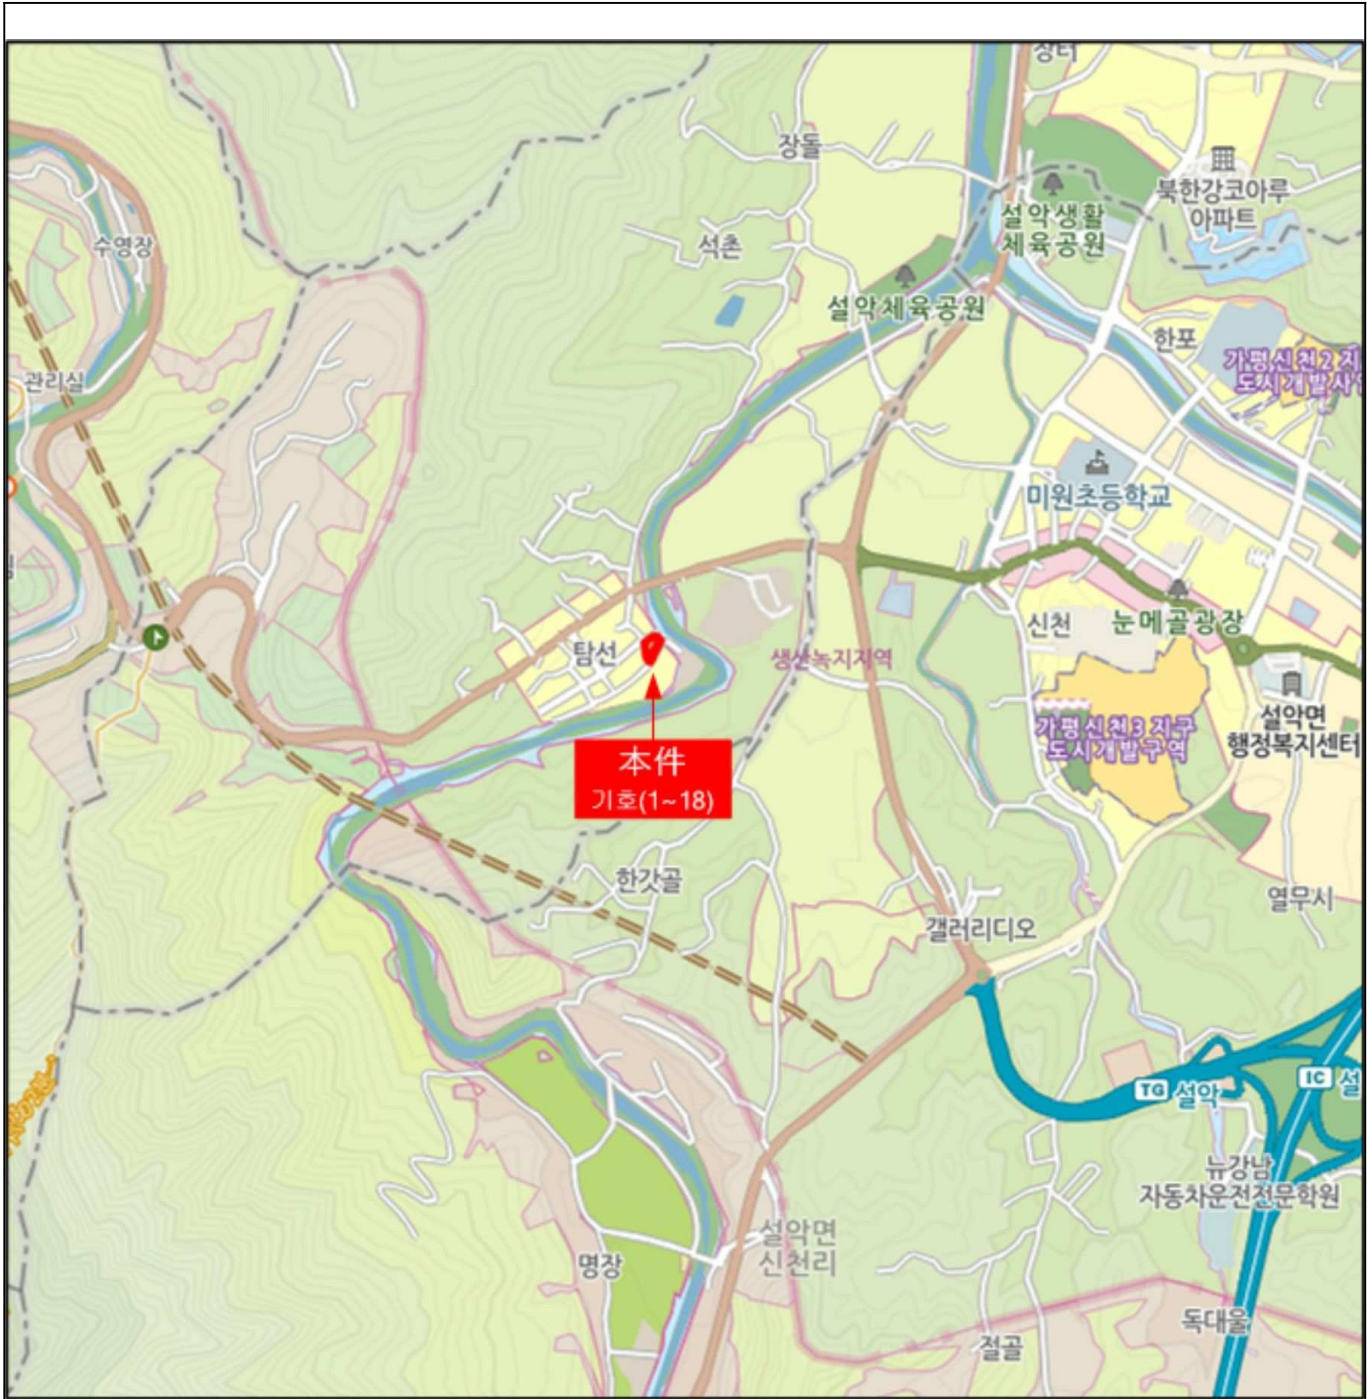 장터
장돌
북한강코아루
아파트
설악생활
체육공원
수영장
석촌
설악체육공원
한포
가평신천2 지
도시개발사
관리실
미원초등학교
신천
눈메골광장
탐선
생산녹지지역
설악면
행정복지센터
가평신천3 지구
도시개발구역
本件
기호(1~18)
한갓골
열무시
갤러리디오
TG 설악
IC 설
뉴강남
자동차운전전문학원
설악면
신천리
명장
독대울
절골